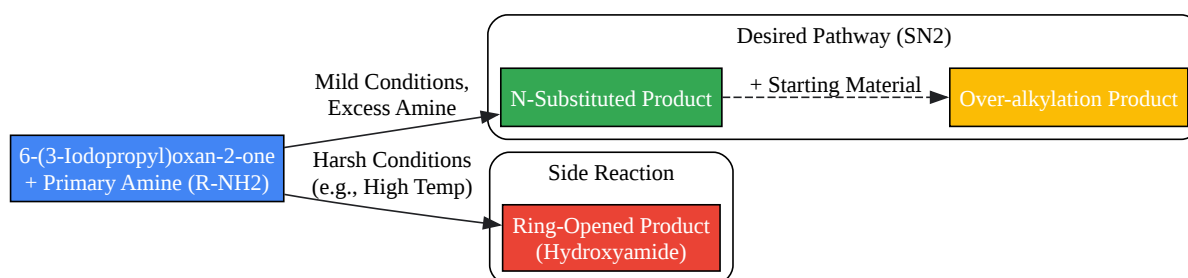 Desired Pathway (SN2)
Mild Conditions,
Excess Amine
N-Substituted Product
+ Starting Material
Over-alkylation Product
6-(3-Iodopropyl)oxan-2-one
+ Primary Amine (R-NH2)
Harsh Conditions
(e.g., High Temp)
Side Reaction
Ring-Opened Product
(Hydroxyamide)